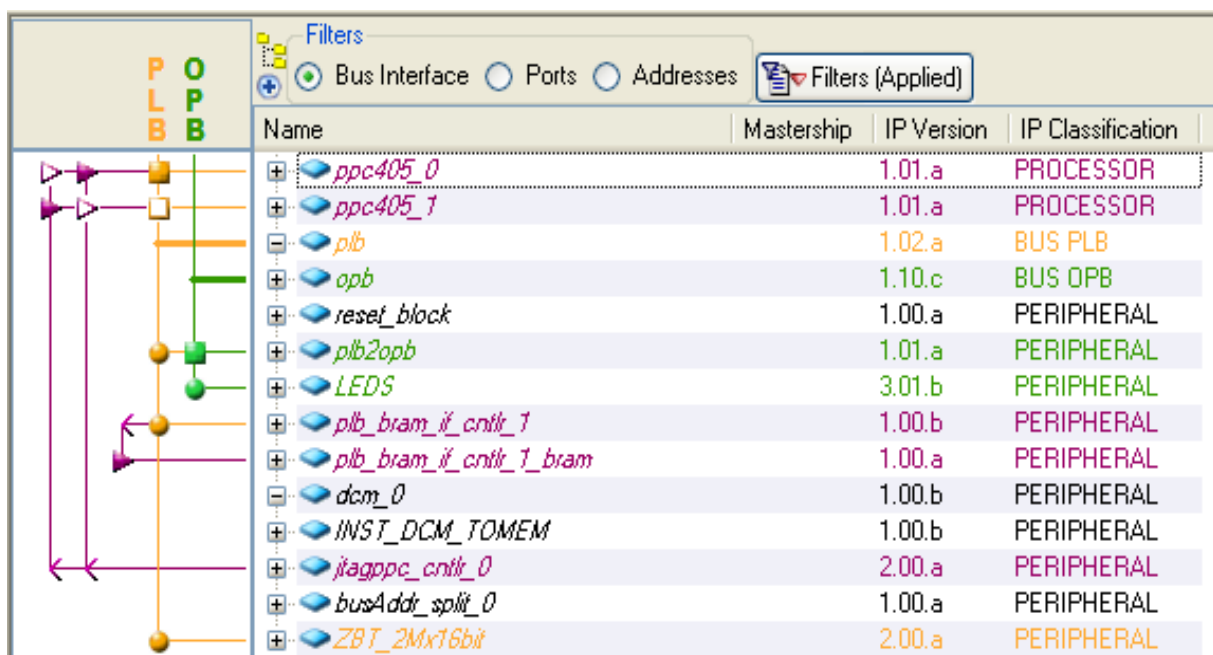 PLB OPB
Filters
Bus Interface Ports Addresses Filters (Applied)
Name Mastership IP Version IP Classification
ppc405_0 1.01.a PROCESSOR
ppc405_1 1.01.a PROCESSOR
plb 1.02.a BUS PLB
opb 1.10.c BUS OPB
reset_block 1.00.a PERIPHERAL
plb2opb 1.01.a PERIPHERAL
LEDS 3.01.b PERIPHERAL
plb_bram_if_cntlr_1 1.00.b PERIPHERAL
plb_bram_if_cntlr_1_bram 1.00.a PERIPHERAL
dcm_0 1.00.b PERIPHERAL
INST_DCM_TOMEM 1.00.b PERIPHERAL
jtagppc_cntlr_0 2.00.a PERIPHERAL
busAddr_split_0 1.00.a PERIPHERAL
ZBT_2Mx16bit 2.00.a PERIPHERAL